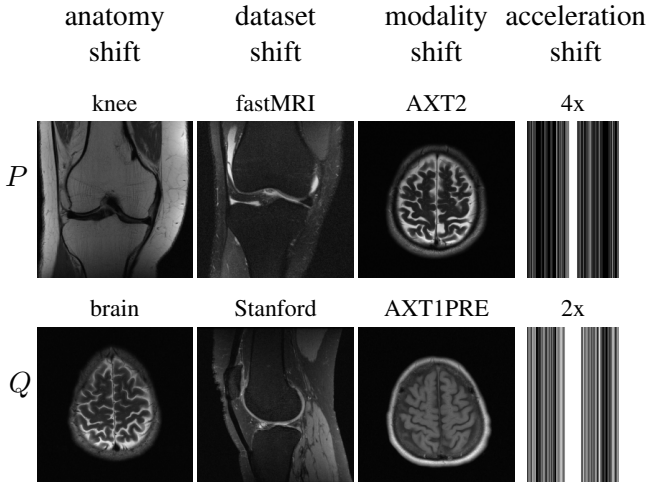 anatomy shift
dataset shift
modality shift
acceleration shift
knee
fastMRI
AXT2
4x
P
brain
Stanford
AXT1PRE
2x
Q